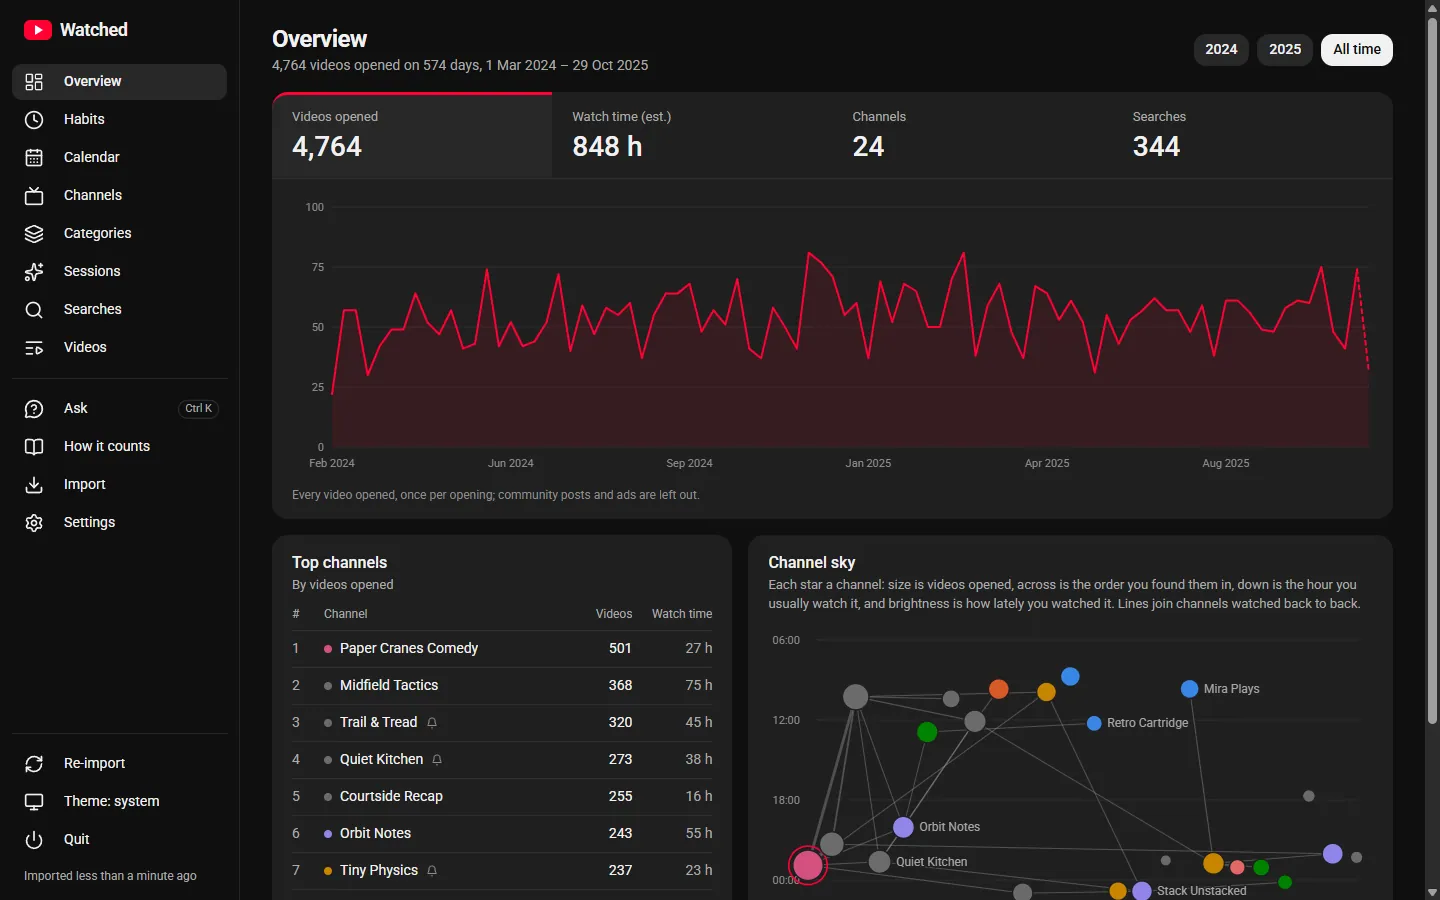 Watched
Overview
Habits
Calendar
Channels
Categories
Sessions
Searches
Videos
Ask
Ctrl K
How it counts
Import
Settings
Re-import
Theme: system
Quit
Imported less than a minute ago
Overview
4,764 videos opened on 574 days, 1 Mar 2024 – 29 Oct 2025
2024
2025
All time
Videos opened
4,764
Watch time (est.)
848 h
Channels
24
Searches
344
100
75
50
25
0
Feb 2024
Jun 2024
Sep 2024
Jan 2025
Apr 2025
Aug 2025
Every video opened, once per opening; community posts and ads are left out.
Top channels
By videos opened
# Channel Videos Watch time
1 Paper Cranes Comedy 501 27 h
2 Midfield Tactics 368 75 h
3 Trail & Tread 320 45 h
4 Quiet Kitchen 273 38 h
5 Courtside Recap 255 16 h
6 Orbit Notes 243 55 h
7 Tiny Physics 237 23 h
Channel sky
Each star a channel: size is videos opened, across is the order you found them in, down is the hour you
usually watch it, and brightness is how lately you watched it. Lines join channels watched back to back.
06:00
Mira Plays
12:00
Retro Cartridge
18:00
Orbit Notes
Quiet Kitchen
00:00
Stack Unstacked